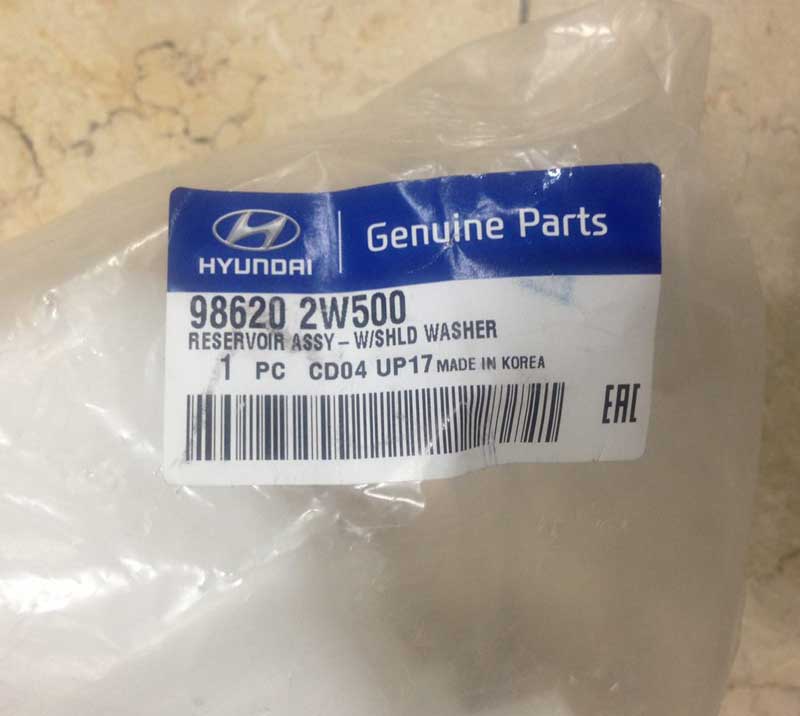 HYUNDAI
Genuine Parts
98620 2W500
RESERVOIR ASSY-W/SHLD WASHER
1 PC CD04 UP17 MADE IN KOREA
EAC